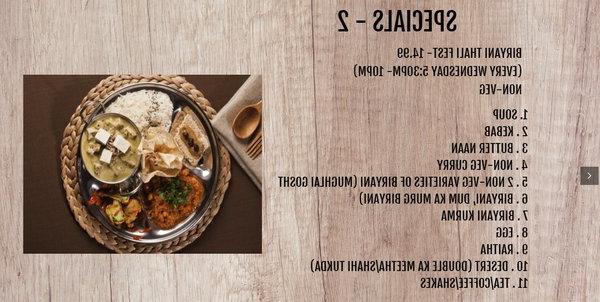 SPECIALS - 2
BIRYANI THALI FEST - 14.99
(EVERY WEDNESDAY 5:30PM - 10PM)
NON-VEG
1. SOUP
2 . KEBAB
3 . BUTTER NAAN
4 . NON-VEG CURRY
5 . 2 NON-VEG VARIETIES OF BIRYANI (MUGHLAI GOSHT
6 . BIRYANI, DUM KA MURG BIRYANI)
7 . BIRYANI KURMA
8 . EGG
9 . RAITHA
10 . DESERT (DOUBLE KA MEETHA/SHAHI TUKDA)
11 . TEA/COFFEE/SHAKES